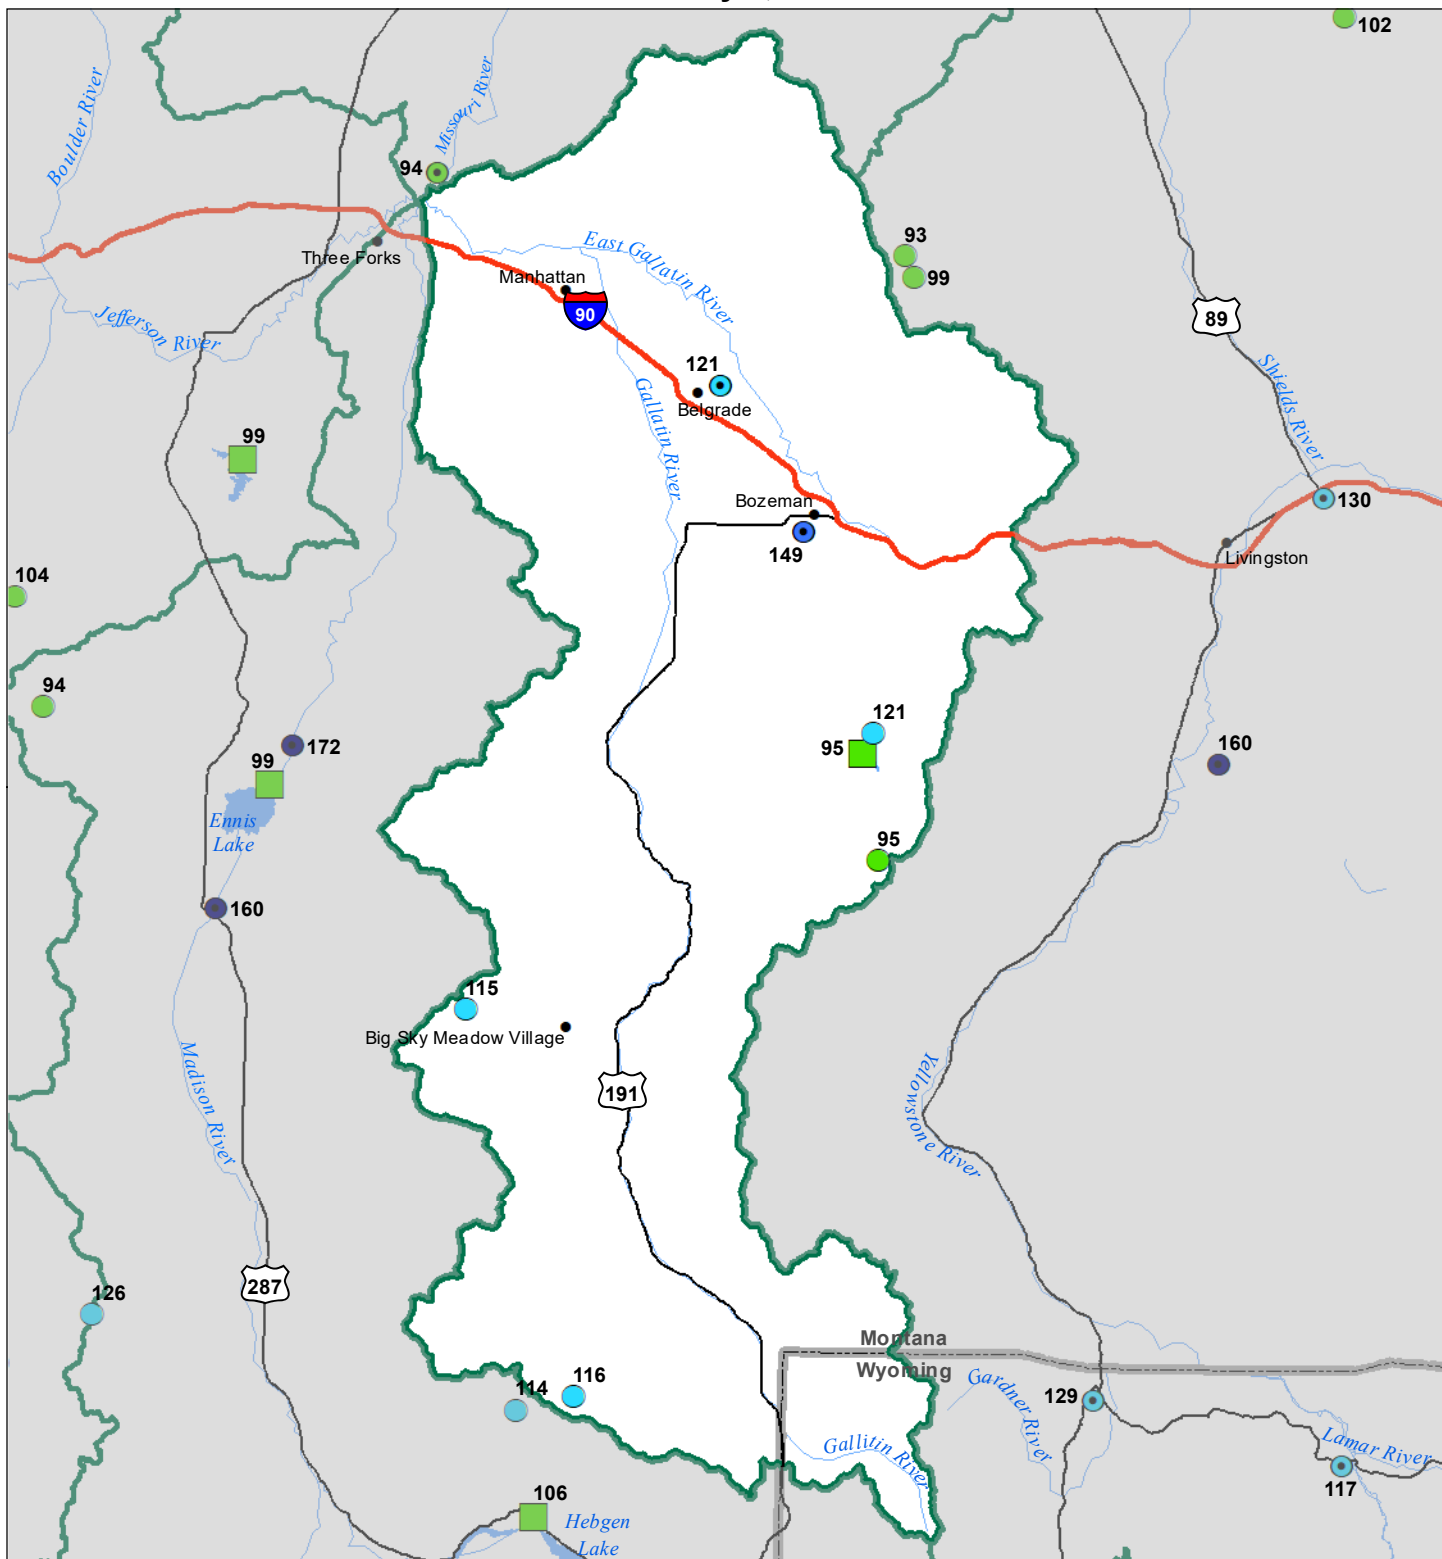 102
Boulder River
Missouri River
94
93
99
East Gallatin River
Three Forks
Manhattan
90
89
Jefferson River
Shields River
121
Belgrade
Gallatin River
99
Bozeman
149
130
Livingston
104
94
121
95
172
99
160
Ennis
Lake
95
160
115
Big Sky Meadow Village
Madison River
191
Yellowstone River
287
126
Montana
Wyoming
114
116
Gardner River
129
Gallitin River
Lamar River
117
106
Hebgen
Lake